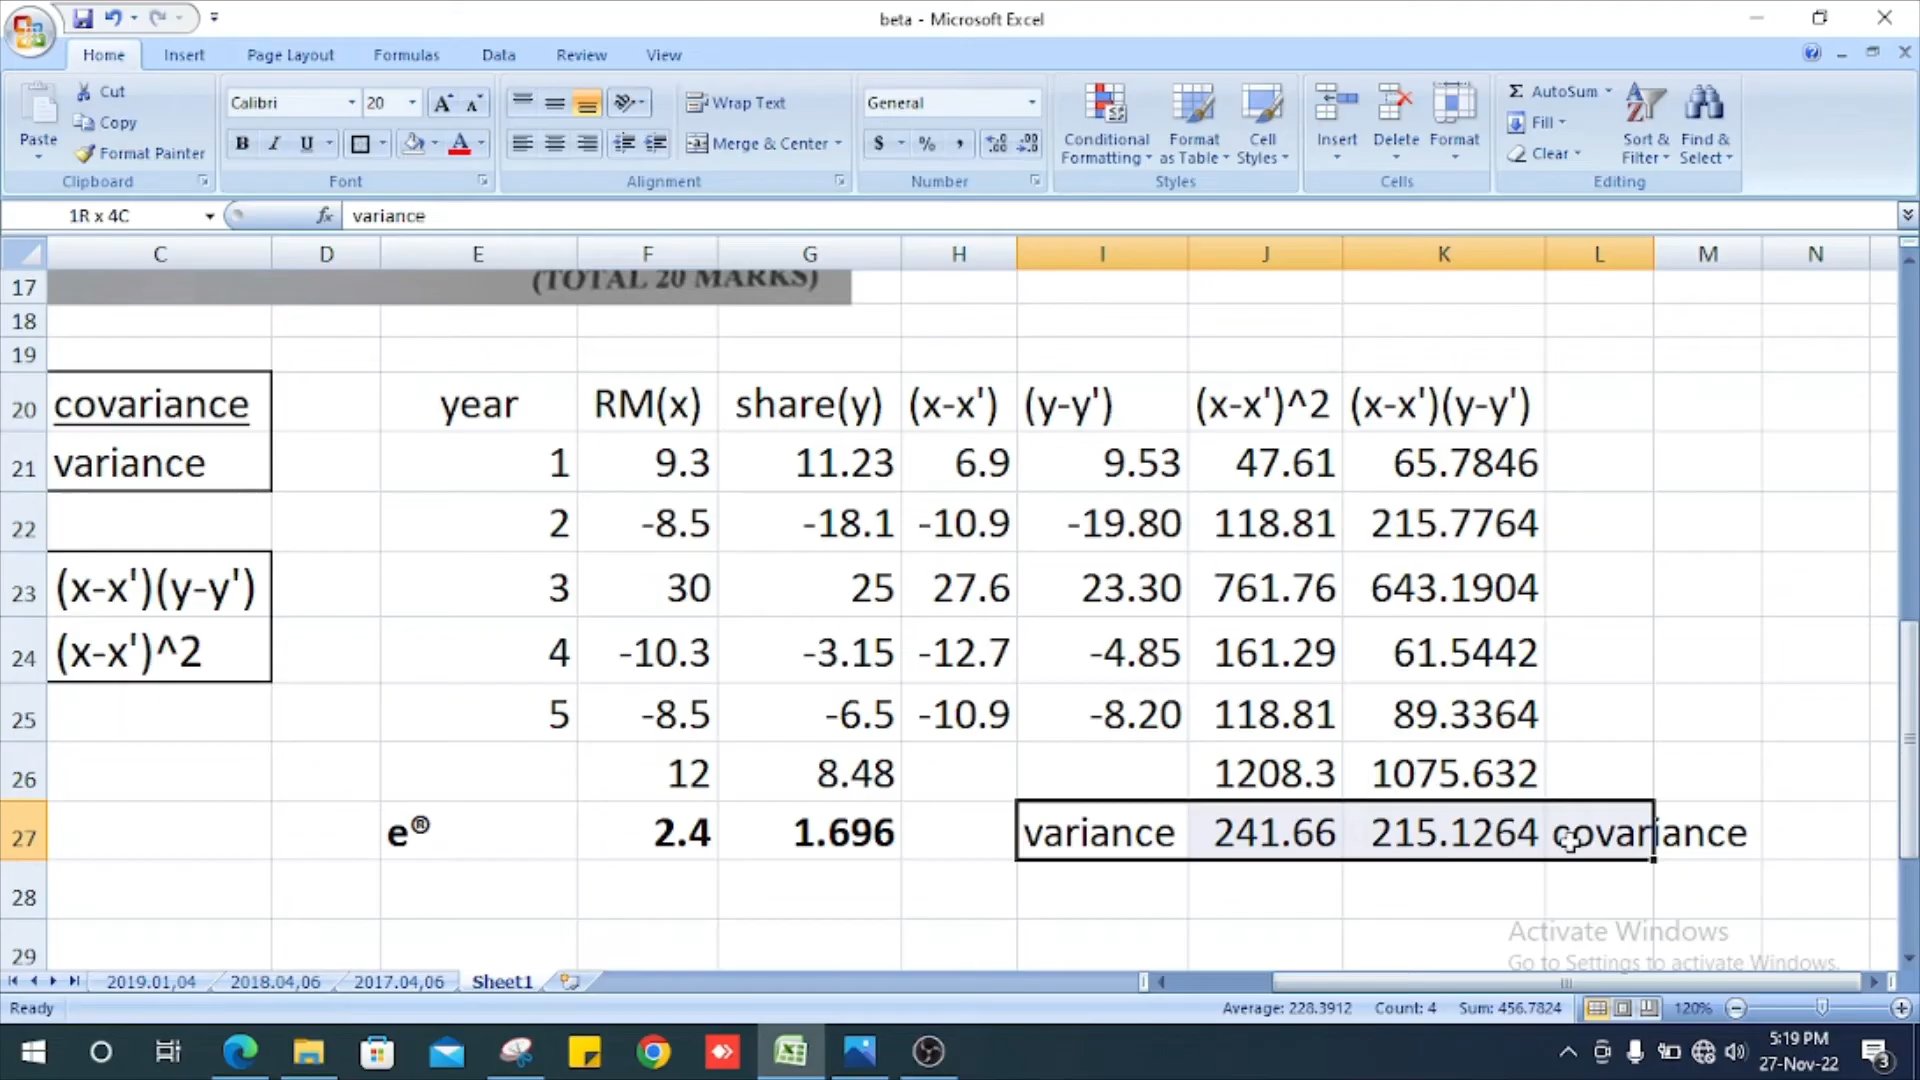 beta - Microsoft Excel
Home Insert Page Layout Formulas Data Review View
Paste
Cut
Copy
Format Painter
Clipboard
Calibri 20
B I U
Font
Wrap Text
Merge & Center
Alignment
General
$ % ,
Number
Conditional Formatting
Format as Table
Cell Styles
Styles
Insert Delete Format
Cells
Σ AutoSum
Fill
Clear
Sort & Filter
Find & Select
Editing
1R x 4C fx variance
C D E F G H I J K L M N
17 (TOTAL 20 MARKS)
18
19
20 covariance year RM(x) share(y) (x-x') (y-y') (x-x')^2 (x-x')(y-y')
21 variance 1 9.3 11.23 6.9 9.53 47.61 65.7846
22 2 -8.5 -18.1 -10.9 -19.80 118.81 215.7764
23 (x-x')(y-y') 3 30 25 27.6 23.30 761.76 643.1904
24 (x-x')^2 4 -10.3 -3.15 -12.7 -4.85 161.29 61.5442
25 5 -8.5 -6.5 -10.9 -8.20 118.81 89.3364
26 12 8.48 1208.3 1075.632
27 e® 2.4 1.696 variance 241.66 215.1264 covariance
28
29
Activate Windows
Go to Settings to activate Windows.
2019.01,04 2018.04,06 2017.04,06 Sheet1
Ready Average: 228.3912 Count: 4 Sum: 456.7824 120%
5:19 PM
27-Nov-22
3